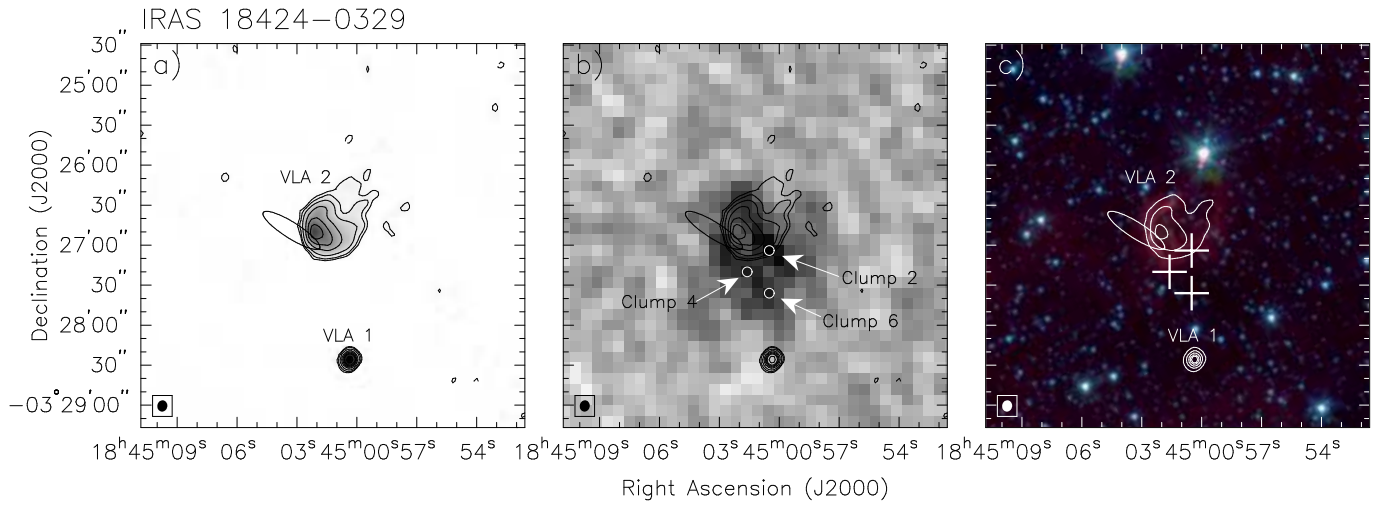 IRAS 18424−0329
a)
b)
c)
30″
25′00″
30″
26′00″
30″
27′00″
30″
28′00″
30″
−03°29′00″
Declination (J2000)
VLA 2
VLA 1
Clump 2
Clump 4
Clump 6
VLA 2
VLA 1
18ʰ45ᵐ09ˢ 06ˢ 03ˢ 45ᵐ00ˢ 57ˢ 54ˢ
18ʰ45ᵐ09ˢ 06ˢ 03ˢ 45ᵐ00ˢ 57ˢ 54ˢ
18ʰ45ᵐ09ˢ 06ˢ 03ˢ 45ᵐ00ˢ 57ˢ 54ˢ
Right Ascension (J2000)